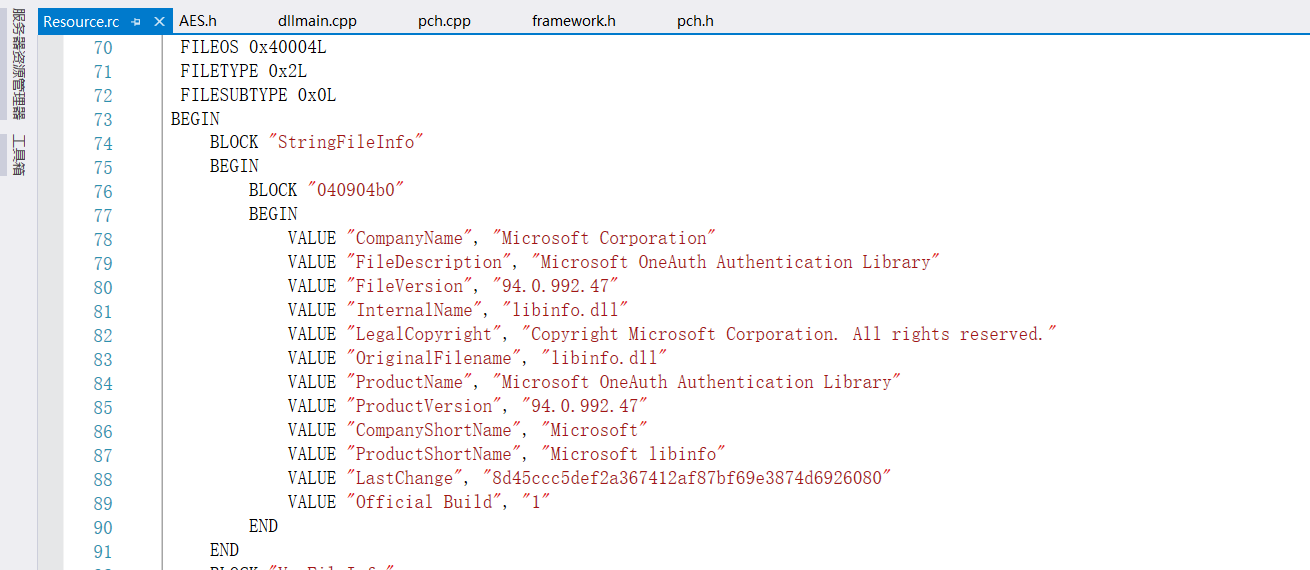 服务器资源管理器
工具箱
Resource.rc AES.h dllmain.cpp pch.cpp framework.h pch.h
70 FILEOS 0x40004L
71 FILETYPE 0x2L
72 FILESUBTYPE 0x0L
73 BEGIN
74 BLOCK "StringFileInfo"
75 BEGIN
76 BLOCK "040904b0"
77 BEGIN
78 VALUE "CompanyName", "Microsoft Corporation"
79 VALUE "FileDescription", "Microsoft OneAuth Authentication Library"
80 VALUE "FileVersion", "94.0.992.47"
81 VALUE "InternalName", "libinfo.dll"
82 VALUE "LegalCopyright", "Copyright Microsoft Corporation. All rights reserved."
83 VALUE "OriginalFilename", "libinfo.dll"
84 VALUE "ProductName", "Microsoft OneAuth Authentication Library"
85 VALUE "ProductVersion", "94.0.992.47"
86 VALUE "CompanyShortName", "Microsoft"
87 VALUE "ProductShortName", "Microsoft libinfo"
88 VALUE "LastChange", "8d45ccc5def2a367412af87bf69e3874d6926080"
89 VALUE "Official Build", "1"
90 END
91 END